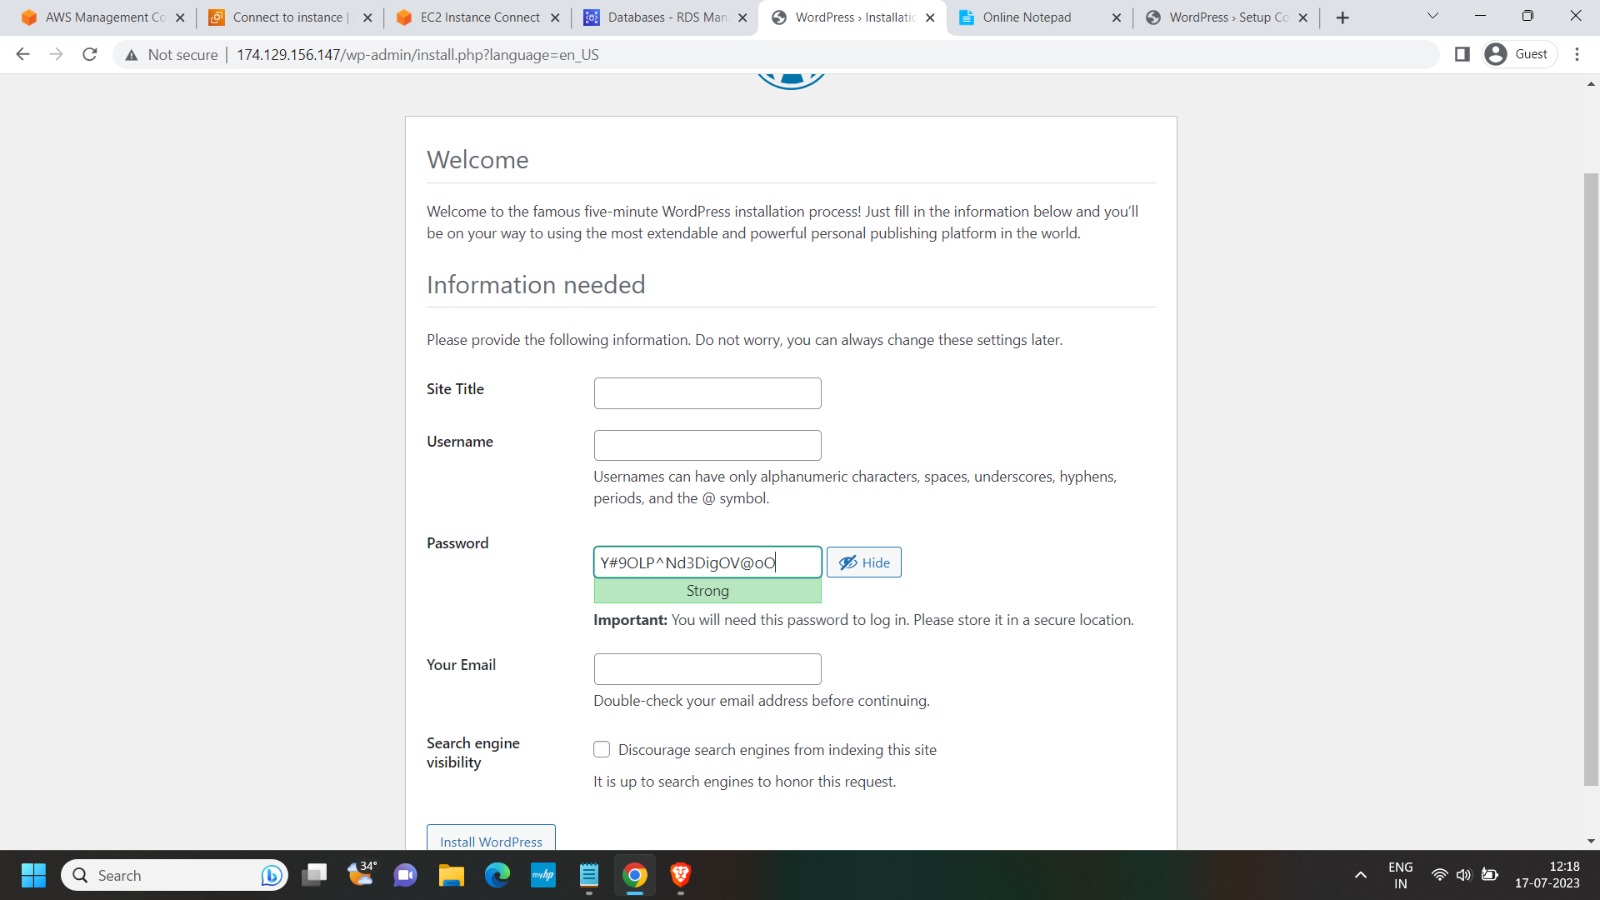 AWS Management Co
Connect to instance |
EC2 Instance Connect
Databases - RDS Man
WordPress › Installatio
Online Notepad
WordPress › Setup Co
Not secure | 174.129.156.147/wp-admin/install.php?language=en_US
Guest
Welcome
Welcome to the famous five-minute WordPress installation process! Just fill in the information below and you’ll
be on your way to using the most extendable and powerful personal publishing platform in the world.
Information needed
Please provide the following information. Do not worry, you can always change these settings later.
Site Title
Username
Usernames can have only alphanumeric characters, spaces, underscores, hyphens,
periods, and the @ symbol.
Password
Y#9OLP^Nd3DigOV@oO
Hide
Strong
Important: You will need this password to log in. Please store it in a secure location.
Your Email
Double-check your email address before continuing.
Search engine
visibility
Discourage search engines from indexing this site
It is up to search engines to honor this request.
Install WordPress
Search
34°
myhp
ENG
IN
12:18
17-07-2023